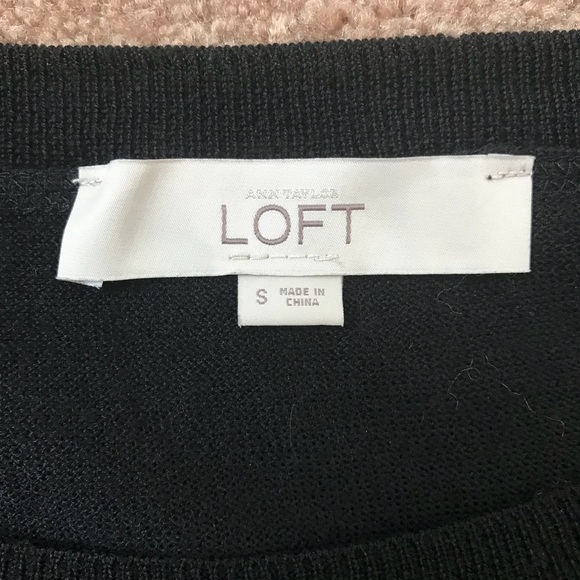 ANN TAYLOR
LOFT
S
MADE IN
CHINA